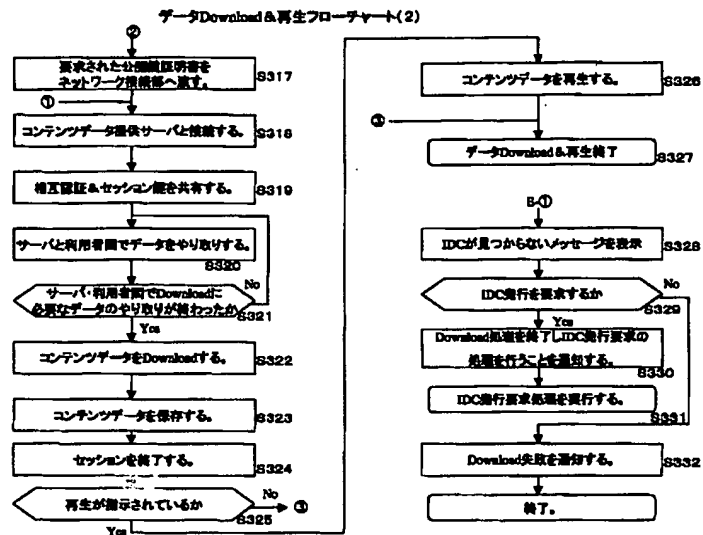 データDownload&再生フローチャート(2)
②
要求された公開鍵証明書を
ネットワーク接続部へ渡す。
S317
①
コンテンツデータ提供サーバと接続する。
S318
相互認証&セッション鍵を共有する。
S319
サーバと利用者間でデータをやり取りする。
S320
サーバ・利用者間でDownloadに
必要なデータのやり取りが終わったか
S321
No
Yes
コンテンツデータをDownloadする。
S322
コンテンツデータを保存する。
S323
セッションを終了する。
S324
再生が指示されているか
S325
No
③
Yes
コンテンツデータを再生する。
S326
③
データDownload&再生終了
S327
B-①
IDCが見つからないメッセージを表示
S328
IDC発行を要求するか
S329
No
Yes
Download処理を終了しIDC発行要求の
処理を行うことを通知する。
S330
IDC発行要求処理を実行する。
S331
Download失敗を通知する。
S332
終了。